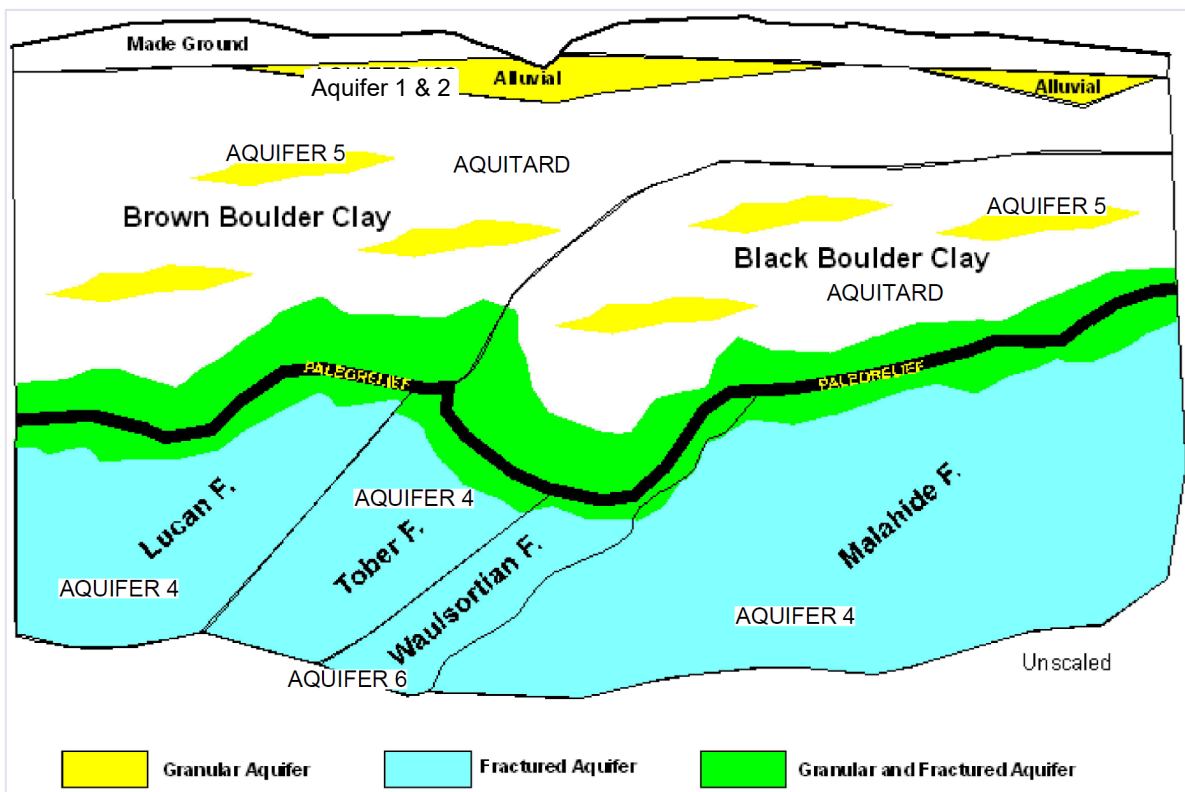 Made Ground
Alluvial
Aquifer 1 & 2
Alluvial
AQUIFER 5
AQUITARD
Brown Boulder Clay
AQUIFER 5
Black Boulder Clay
AQUITARD
PALEORELIEF
PALEORELIEF
Lucan F.
AQUIFER 4
Tober F.
AQUIFER 4
Waulsortian F.
AQUIFER 6
Malahide F.
AQUIFER 4
Unscaled
Granular Aquifer
Fractured Aquifer
Granular and Fractured Aquifer